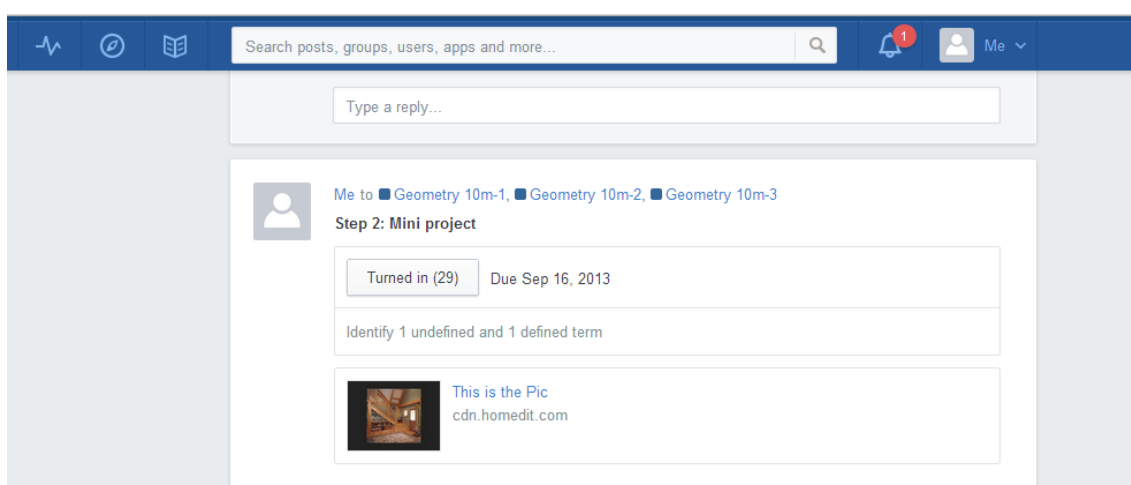 Search posts, groups, users, apps and more...
1
Me
Type a reply...
Me to Geometry 10m-1, Geometry 10m-2, Geometry 10m-3
Step 2: Mini project
Turned in (29) Due Sep 16, 2013
Identify 1 undefined and 1 defined term
This is the Pic
cdn.homedit.com